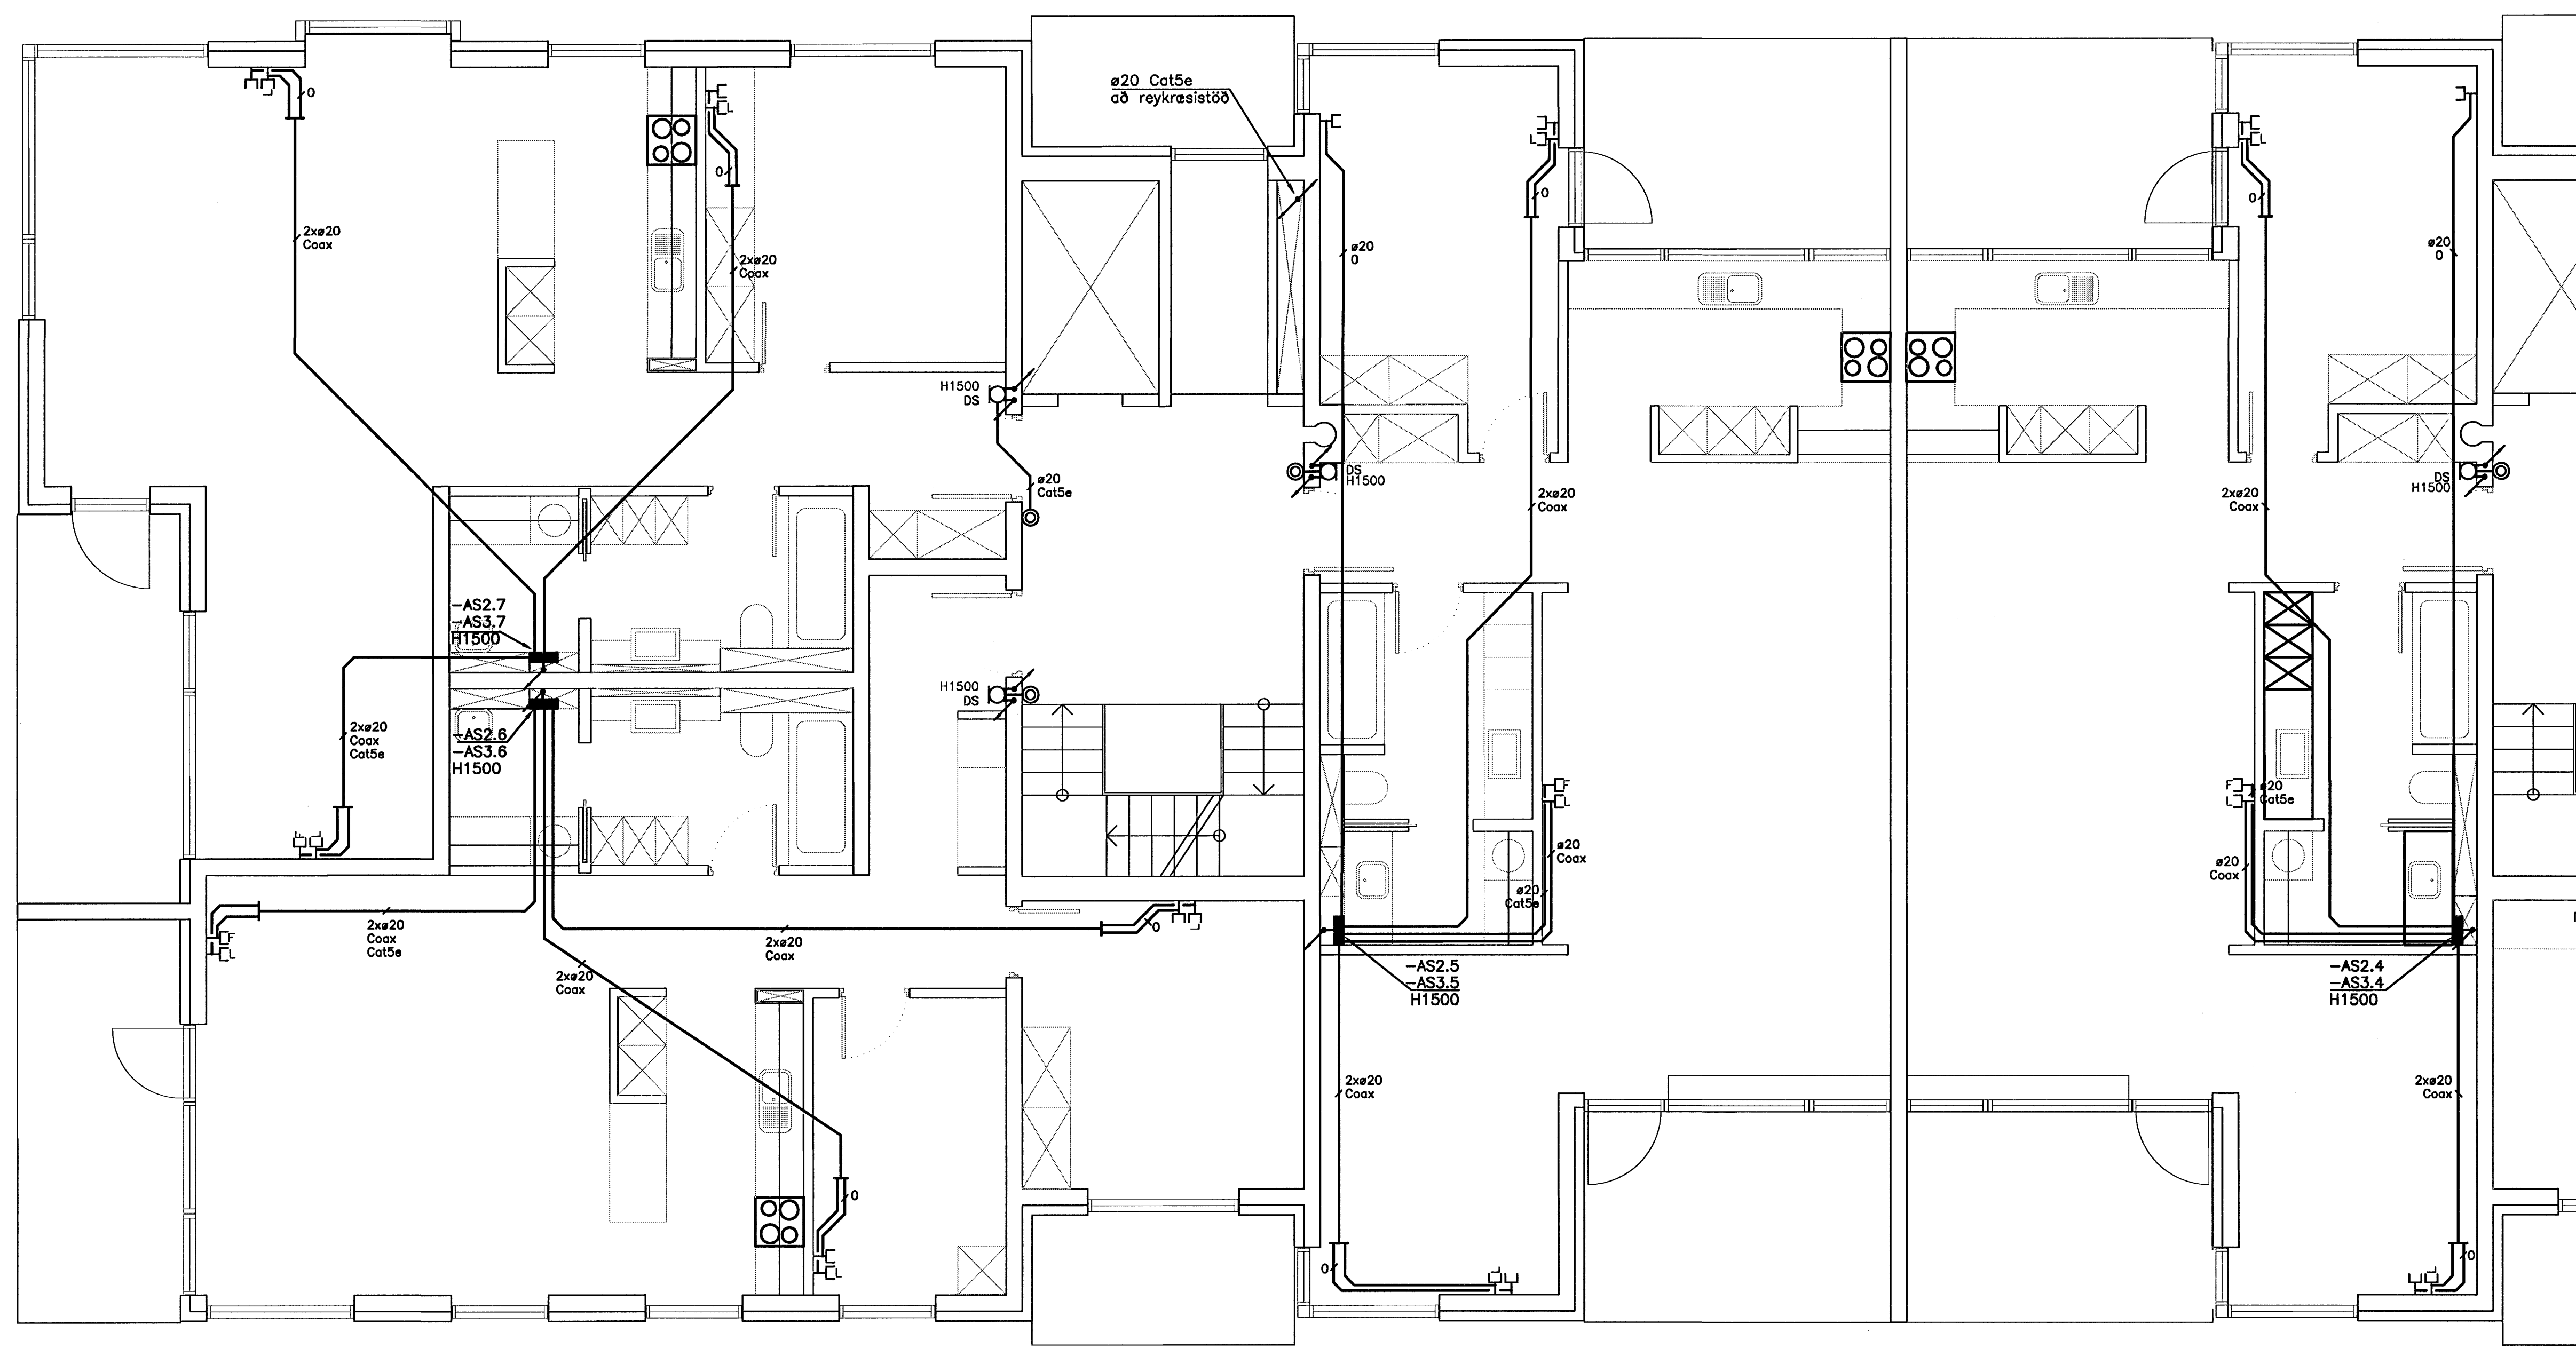 ø20 Cat5e
að reykræsistöð
L
0
L
0
L
0
L
0
2xø20
Coax
2xø20
Coax
ø20
0
ø20
0
H1500
DS
DS
H1500
DS
H1500
ø20
Cat5e
2xø20
Coax
2xø20
Coax
-AS2.7
-AS3.7
H1500
H1500
DS
2xø20
Coax
Cat5e
-AS2.6
-AS3.6
H1500
F
L
F
L
F
L
ø20
Cat5e
ø20
Coax
ø20
Cat5e
ø20
Coax
F
L
2xø20
Coax
Cat5e
2xø20
Coax
0
L
2xø20
Coax
-AS2.5
-AS3.5
H1500
-AS2.4
-AS3.4
H1500
2xø20
Coax
2xø20
Coax
0
L
0
L
0
L